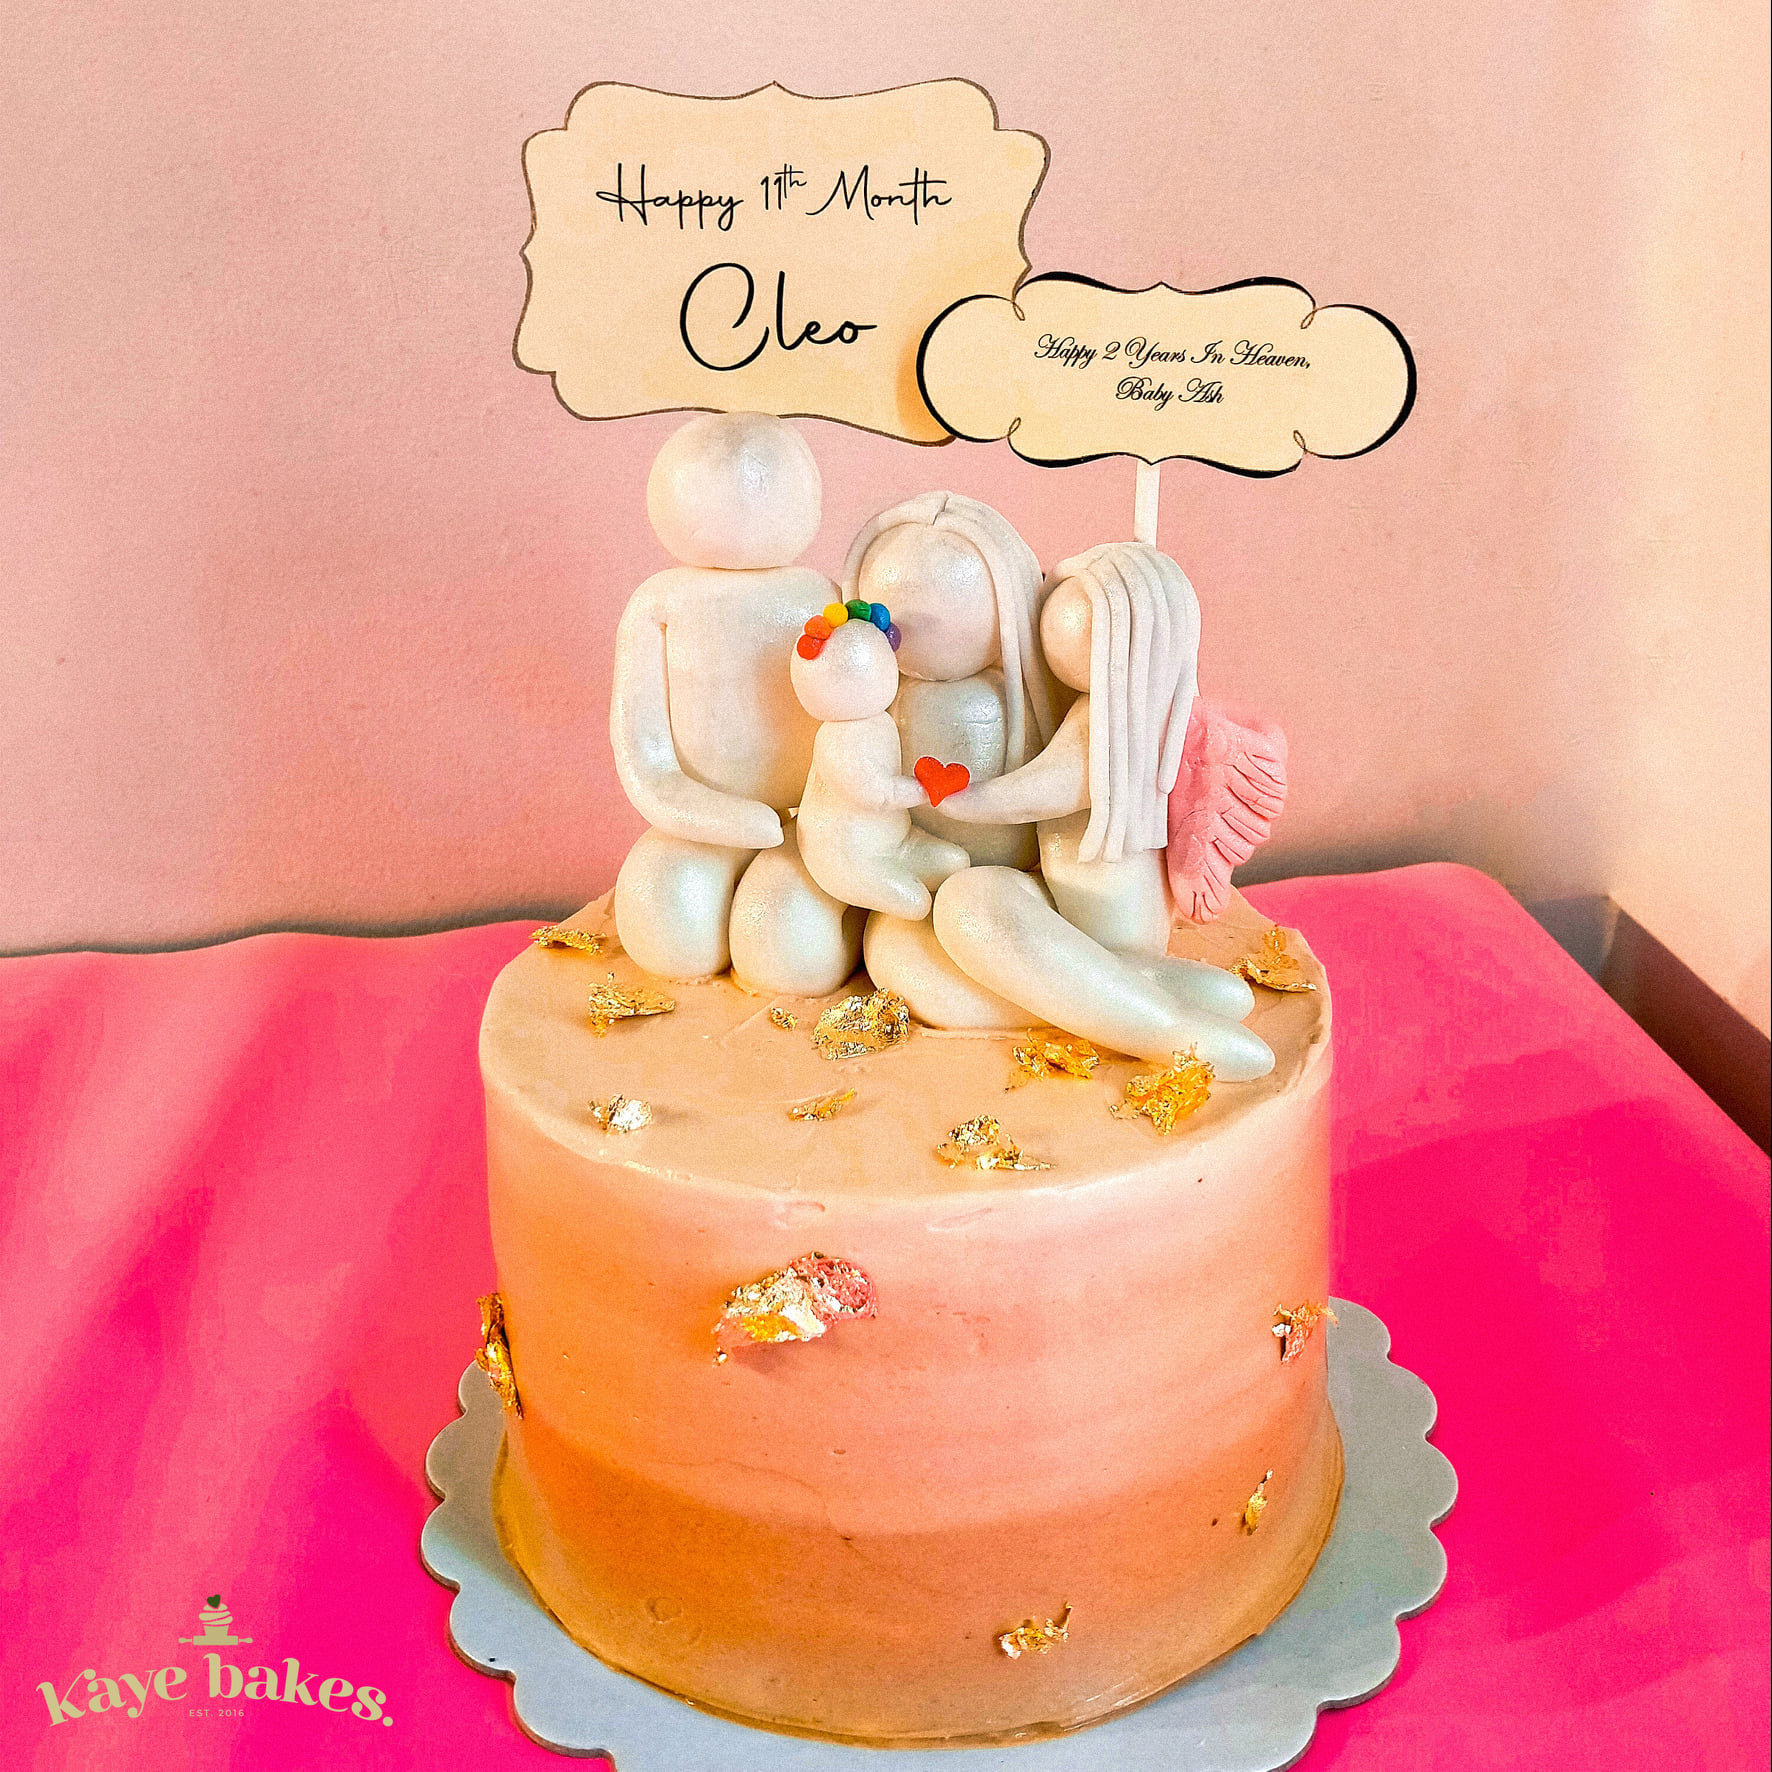 Happy 11th Month
Cleo
Happy 2 Years In Heaven,
Baby Ash
Kaye bakes.
EST. 2016